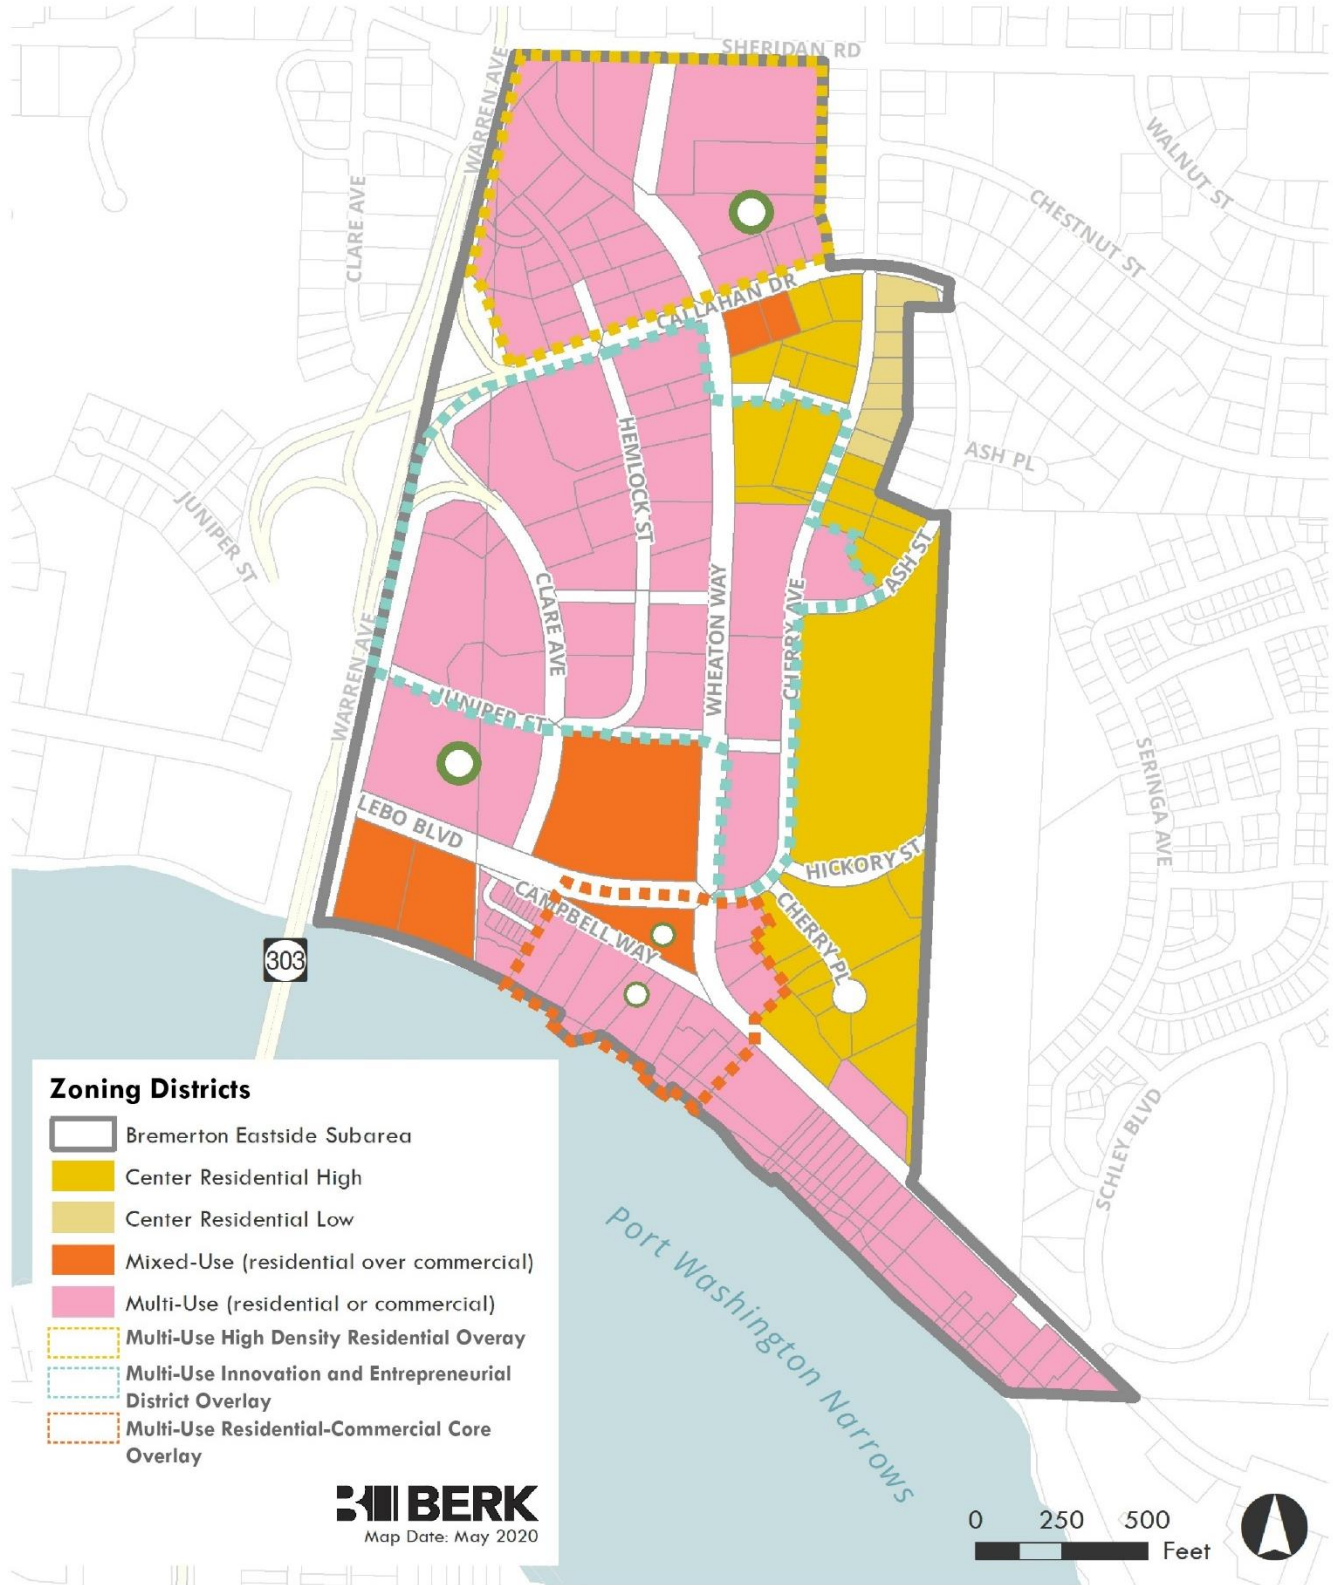 SHERIDAN RD
WARREN AVE
WALNUT ST
CLARE AVE
CHESTNUT ST
CALLAHAN DR
HEMLOCK ST
ASH PL
JUNIPER ST
ASH ST
CLARE AVE
WHEATON WAY
CHERRY AVE
WARREN AVE
JUNIPER ST
SERINGA AVE
LEBO BLVD
HICKORY ST
CAMPBELL WAY
CHERRY PL
303
SCHLEY BLVD
Port Washington Narrows
Zoning Districts
Bremerton Eastside Subarea
Center Residential High
Center Residential Low
Mixed-Use (residential over commercial)
Multi-Use (residential or commercial)
Multi-Use High Density Residential Overay
Multi-Use Innovation and Entrepreneurial
District Overlay
Multi-Use Residential-Commercial Core
Overlay
BERK
Map Date: May 2020
0 250 500
Feet